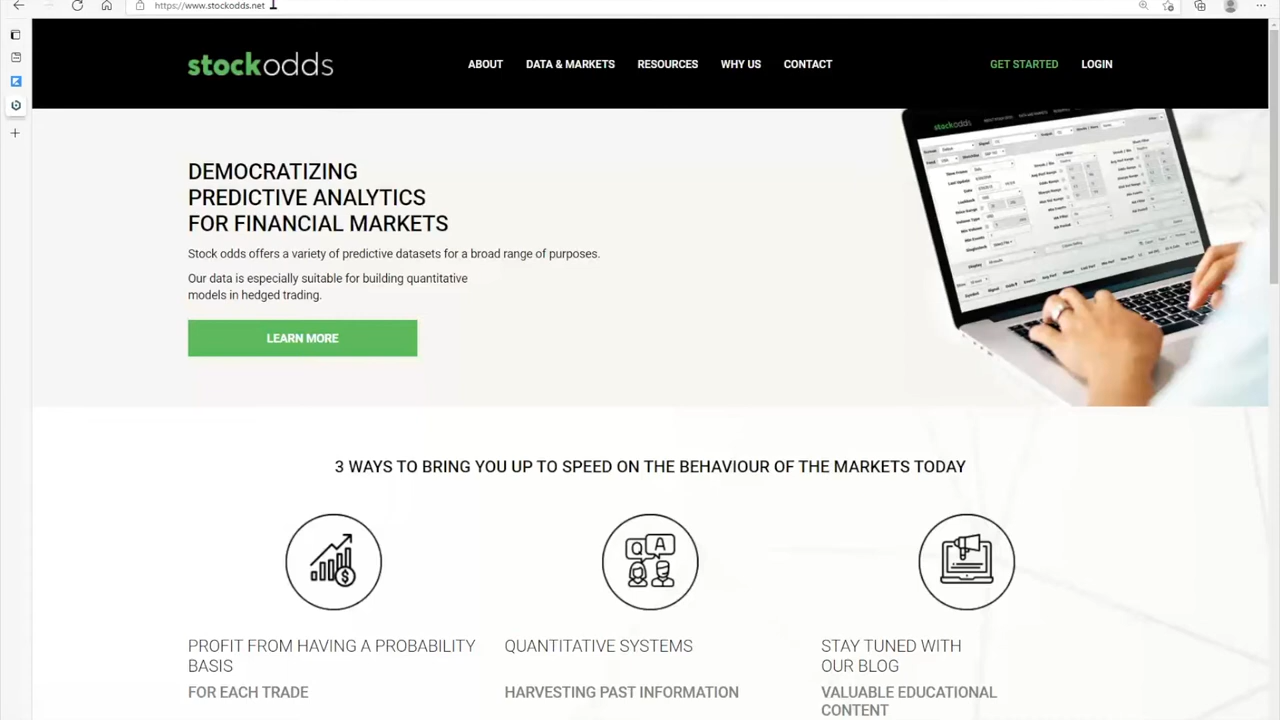 https://www.stockodds.net
stockodds
ABOUT
DATA & MARKETS
RESOURCES
WHY US
CONTACT
GET STARTED
LOGIN
DEMOCRATIZING
PREDICTIVE ANALYTICS
FOR FINANCIAL MARKETS
Stock odds offers a variety of predictive datasets for a broad range of purposes.
Our data is especially suitable for building quantitative
models in hedged trading.
LEARN MORE
stockodds
3 WAYS TO BRING YOU UP TO SPEED ON THE BEHAVIOUR OF THE MARKETS TODAY
Q A
PROFIT FROM HAVING A PROBABILITY
BASIS
FOR EACH TRADE
QUANTITATIVE SYSTEMS
HARVESTING PAST INFORMATION
STAY TUNED WITH
OUR BLOG
VALUABLE EDUCATIONAL
CONTENT